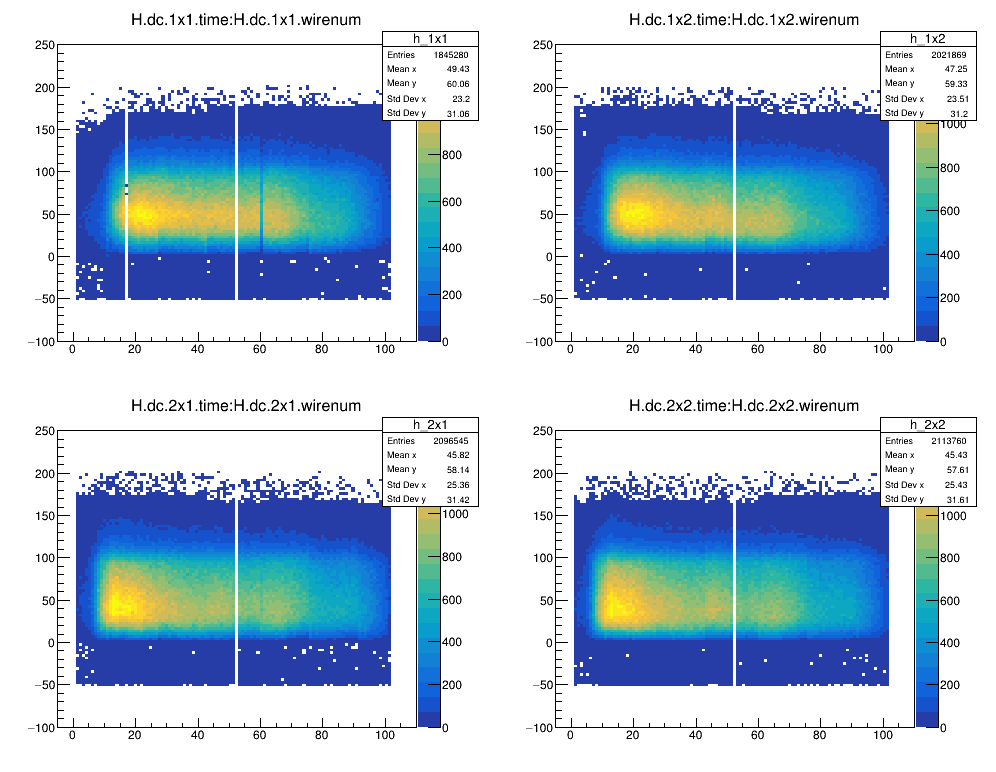 H.dc.1x1.time:H.dc.1x1.wirenum
h_1x1
Entries 1845280
Mean x 49.43
Mean y 60.06
Std Dev x 23.2
Std Dev y 31.06
250
200
150
100
50
0
−50
−100
0 20 40 60 80 100
800
600
400
200
0
H.dc.1x2.time:H.dc.1x2.wirenum
h_1x2
Entries 2021869
Mean x 47.25
Mean y 59.33
Std Dev x 23.51
Std Dev y 31.2
250
200
150
100
50
0
−50
−100
0 20 40 60 80 100
1000
800
600
400
200
0
H.dc.2x1.time:H.dc.2x1.wirenum
h_2x1
Entries 2096545
Mean x 45.82
Mean y 58.14
Std Dev x 25.36
Std Dev y 31.42
250
200
150
100
50
0
−50
−100
0 20 40 60 80 100
1000
800
600
400
200
0
H.dc.2x2.time:H.dc.2x2.wirenum
h_2x2
Entries 2113760
Mean x 45.43
Mean y 57.61
Std Dev x 25.43
Std Dev y 31.61
250
200
150
100
50
0
−50
−100
0 20 40 60 80 100
1000
800
600
400
200
0